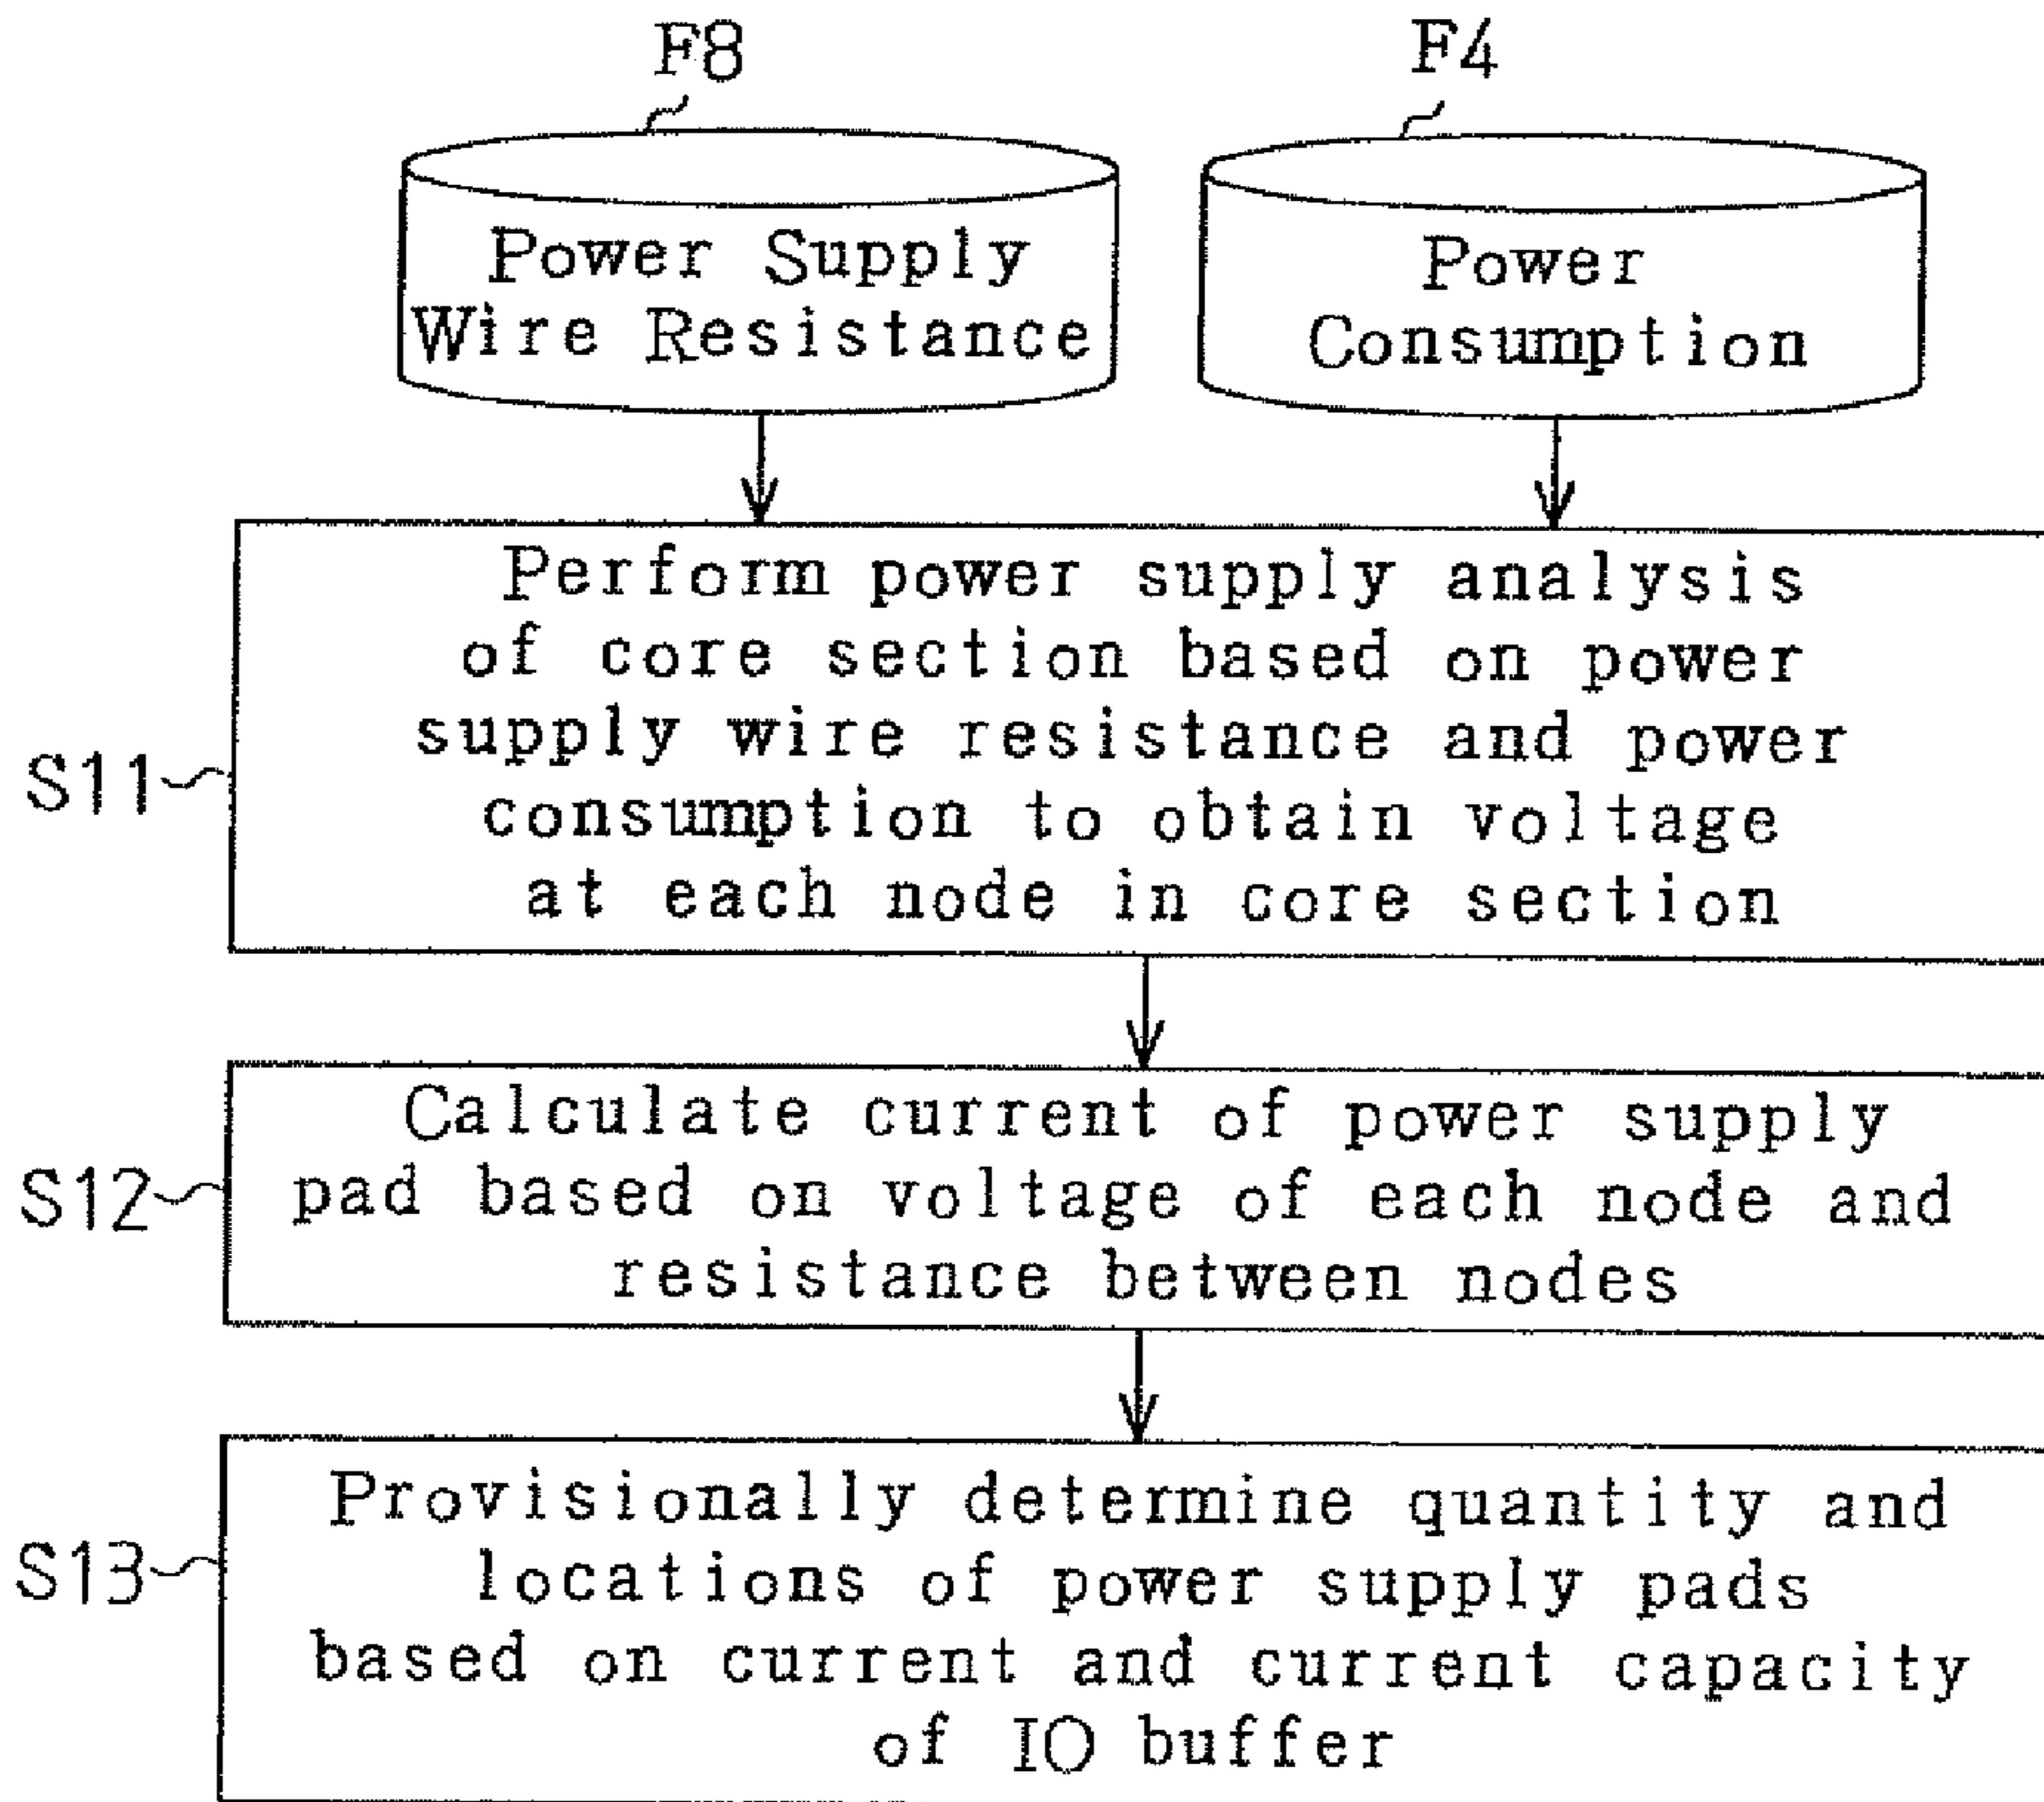 F8
F4
Power Supply
Wire Resistance
Power
Consumption
S11
Perform power supply analysis
of core section based on power
supply wire resistance and power
consumption to obtain voltage
at each node in core section
S12
Calculate current of power supply
pad based on voltage of each node and
resistance between nodes
S13
Provisionally determine quantity and
locations of power supply pads
based on current and current capacity
of IO buffer